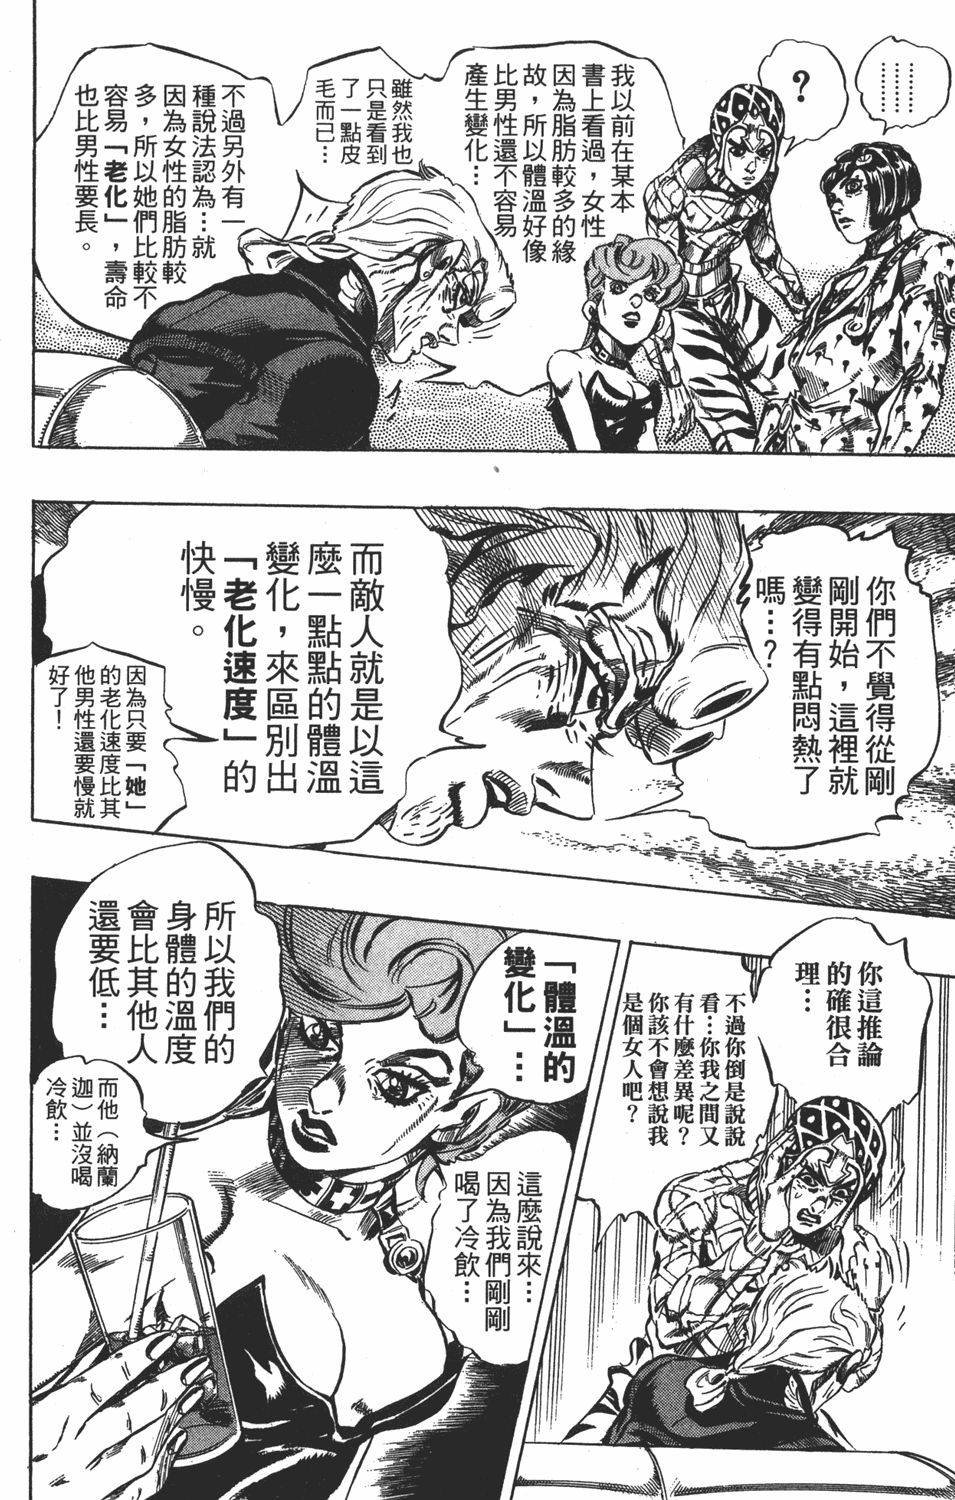 ⋯⋯⋯
?
我以前在某本
書上看過，女性
因為脂肪較多的緣
故，所以體溫好像
比男性還不容易
產生變化⋯
雖然我也
只是看到
了一點皮
毛而已⋯
不過另外有一
種說法認為⋯就
因為女性的脂肪較
多，所以她們比較不
容易「老化」，壽命
也比男性要長。
你們不覺得從剛
剛開始，這裡就
變得有點悶熱了
嗎⋯?
而敵人就是以這
麼一點點的體溫
變化，來區別出
「老化速度」的
快慢。
因為只要「她」
的老化速度比其
他男性還要慢就
好了!
你這推論
的確很合
理⋯
不過你倒是說說
看⋯你我之間又
有什麼差異呢?
你該不會想說我
是個女人吧?
「體溫的
變化」⋯
這麼說來⋯
因為我們剛剛
喝了冷飲⋯
所以我們的
身體的溫度
會比其他人
還要低⋯
而他（納蘭
迦）並沒喝
冷飲⋯